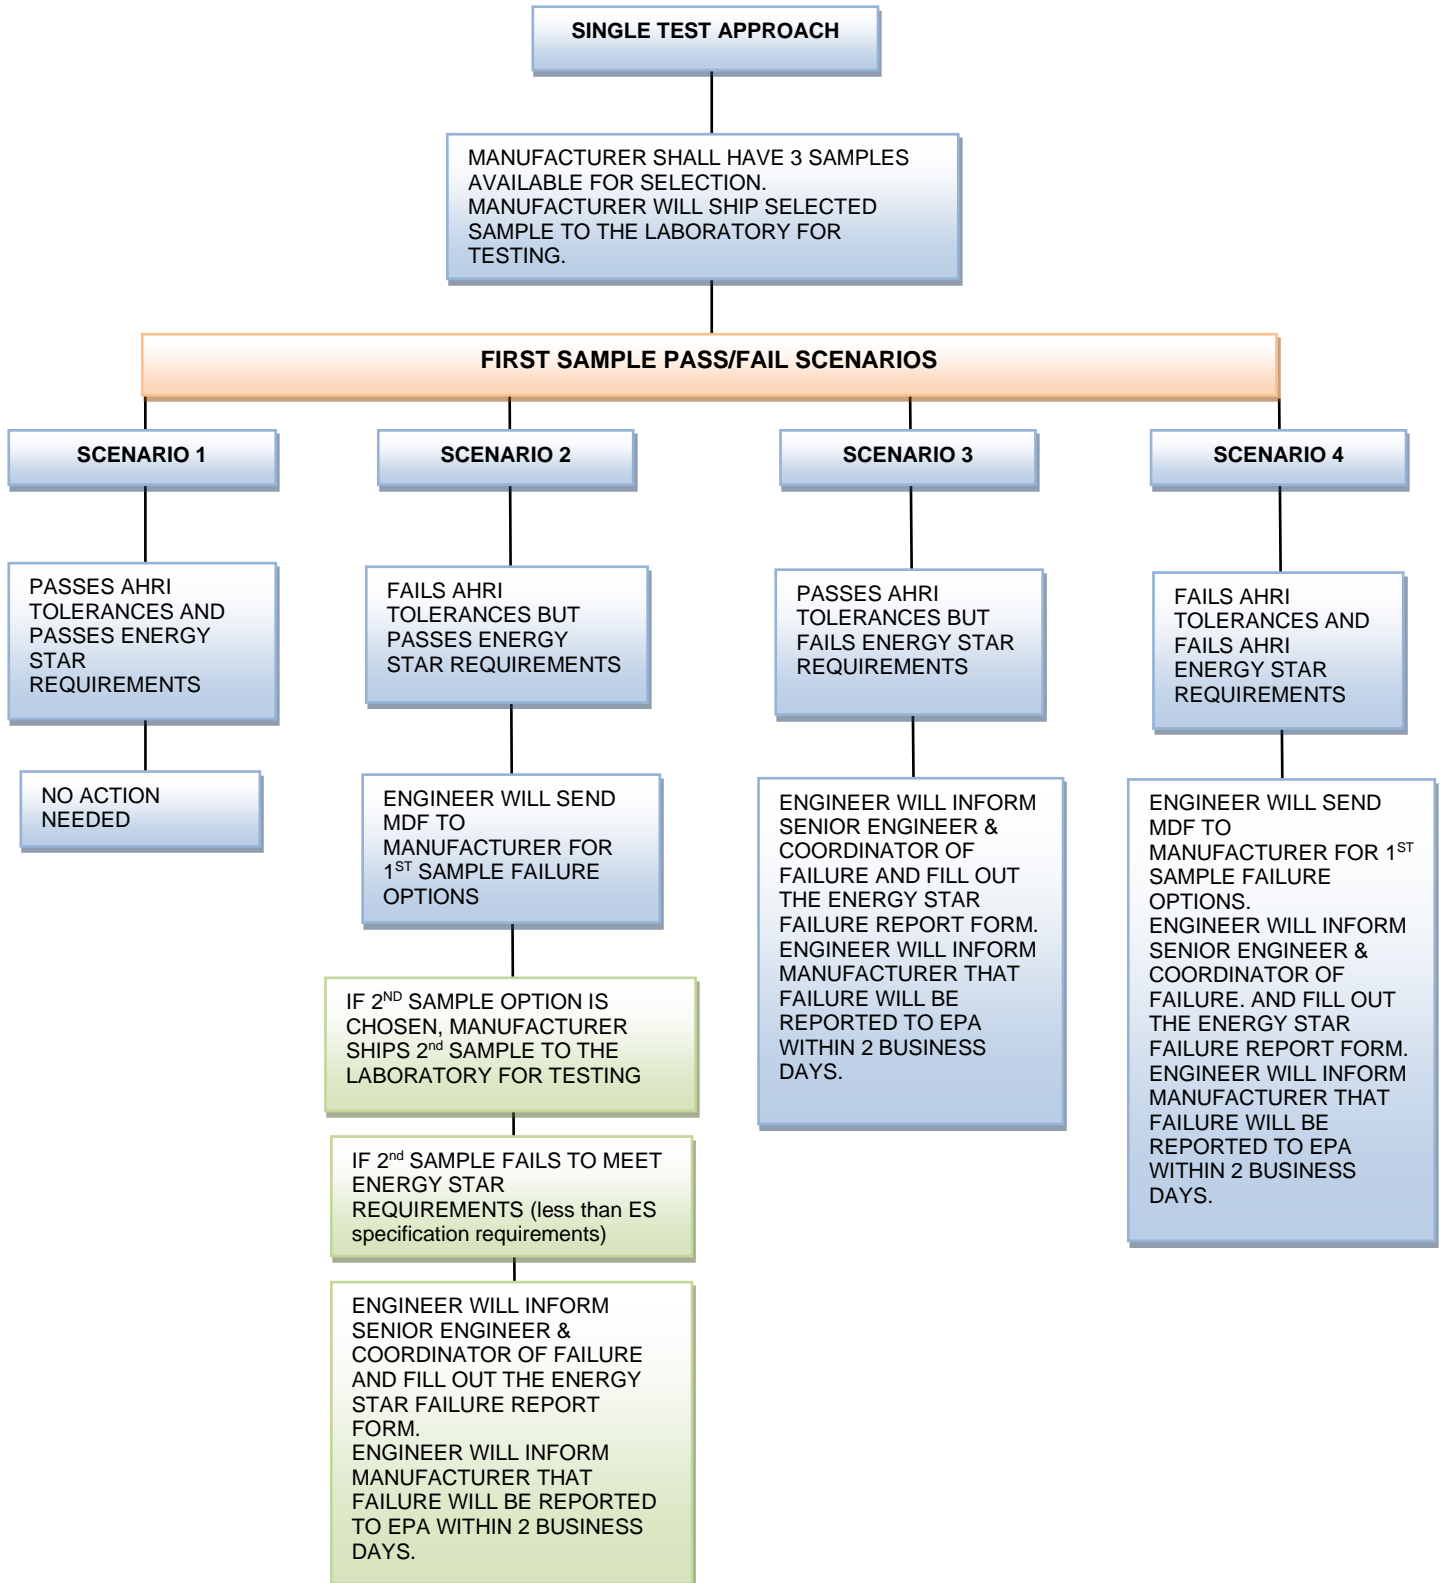 SINGLE TEST APPROACH
MANUFACTURER SHALL HAVE 3 SAMPLES
AVAILABLE FOR SELECTION.
MANUFACTURER WILL SHIP SELECTED
SAMPLE TO THE LABORATORY FOR
TESTING.
FIRST SAMPLE PASS/FAIL SCENARIOS
SCENARIO 1
SCENARIO 2
SCENARIO 3
SCENARIO 4
PASSES AHRI
TOLERANCES AND
PASSES ENERGY
STAR
REQUIREMENTS
FAILS AHRI
TOLERANCES BUT
PASSES ENERGY
STAR REQUIREMENTS
PASSES AHRI
TOLERANCES BUT
FAILS ENERGY STAR
REQUIREMENTS
FAILS AHRI
TOLERANCES AND
FAILS AHRI
ENERGY STAR
REQUIREMENTS
NO ACTION
NEEDED
ENGINEER WILL SEND
MDF TO
MANUFACTURER FOR
1ST SAMPLE FAILURE
OPTIONS
IF 2ND SAMPLE OPTION IS
CHOSEN, MANUFACTURER
SHIPS 2nd SAMPLE TO THE
LABORATORY FOR TESTING
IF 2nd SAMPLE FAILS TO MEET
ENERGY STAR
REQUIREMENTS (less than ES
specification requirements)
ENGINEER WILL INFORM
SENIOR ENGINEER &
COORDINATOR OF FAILURE
AND FILL OUT THE ENERGY
STAR FAILURE REPORT
FORM.
ENGINEER WILL INFORM
MANUFACTURER THAT
FAILURE WILL BE REPORTED
TO EPA WITHIN 2 BUSINESS
DAYS.
ENGINEER WILL INFORM
SENIOR ENGINEER &
COORDINATOR OF
FAILURE AND FILL OUT
THE ENERGY STAR
FAILURE REPORT FORM.
ENGINEER WILL INFORM
MANUFACTURER THAT
FAILURE WILL BE
REPORTED TO EPA
WITHIN 2 BUSINESS
DAYS.
ENGINEER WILL SEND
MDF TO
MANUFACTURER FOR 1ST
SAMPLE FAILURE
OPTIONS.
ENGINEER WILL INFORM
SENIOR ENGINEER &
COORDINATOR OF
FAILURE. AND FILL OUT
THE ENERGY STAR
FAILURE REPORT FORM.
ENGINEER WILL INFORM
MANUFACTURER THAT
FAILURE WILL BE
REPORTED TO EPA
WITHIN 2 BUSINESS
DAYS.